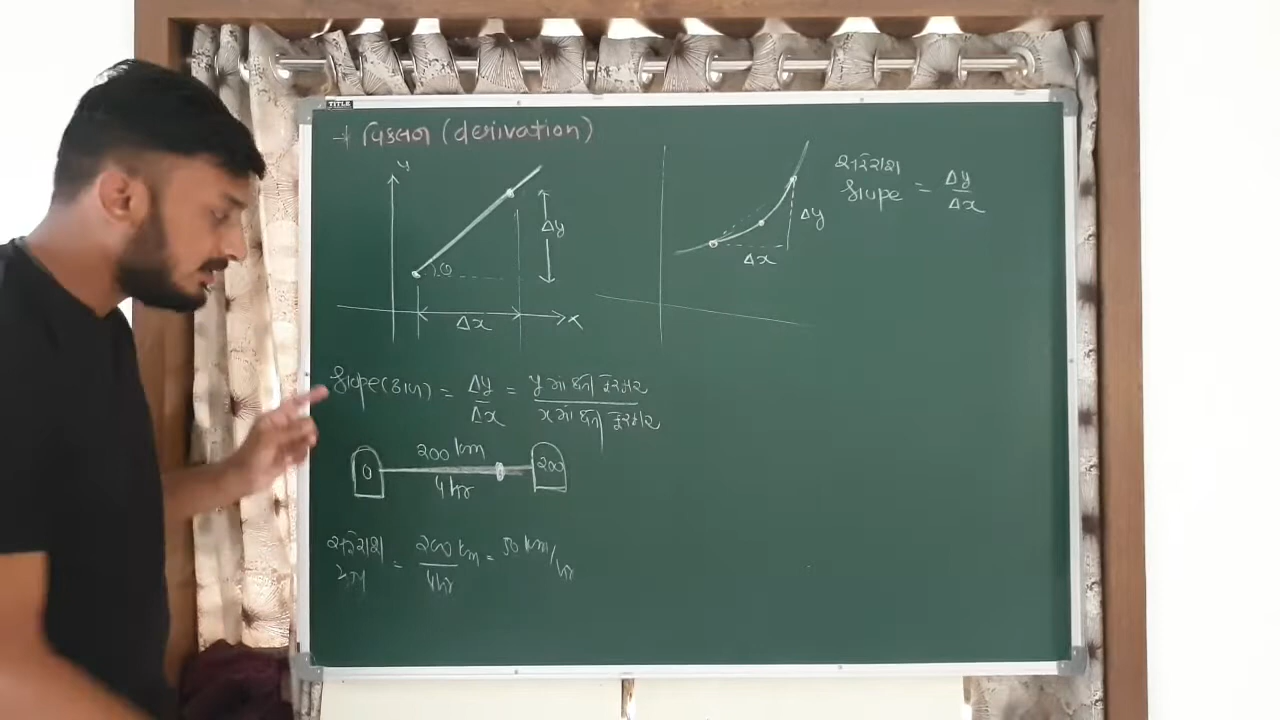 TITLE
→ વિકલન (derivation)
y
Δy
θ
Δx
x
Δy
Δx
સરેરાશ
slope = Δy/Δx
slope(ઢાળ) = Δy/Δx = y માં થતો ફેરફાર / x માં થતો ફેરફાર
200 km
0
200
4 hr
સરેરાશ
વેગ = 200 km/4hr = 50 km/hr